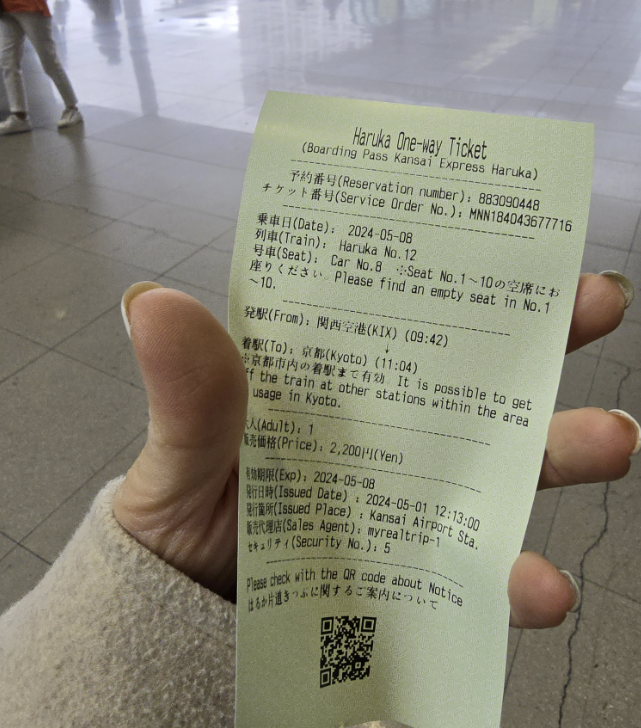 Haruka One-way Ticket
(Boarding Pass Kansai Express Haruka)
予約番号(Reservation number): 883090448
チケット番号(Service Order No.): MNN184043677716
乗車日(Date): 2024-05-08
列車(Train): Haruka No.12
号車(Seat): Car No.8 ※Seat No.1~10の空席にお
座りください。Please find an empty seat in No.1
~10.
発駅(From): 関西空港(KIX) (09:42)
↓
着駅(To): 京都(Kyoto) (11:04)
※京都市内の着駅まで有効. It is possible to get
ff the train at other stations within the area
usage in Kyoto.
人(Adult): 1
販売価格(Price): 2,200円(Yen)
有効期限(Exp): 2024-05-08
発行日時(Issued Date) : 2024-05-01 12:13:00
発行箇所(Issued Place) : Kansai Airport Sta.
販売代理店(Sales Agent): myrealtrip-1
セキュリティ(Security No.): 5
Please check with the QR code about Notice
はるか片道きっぷに関するご案内について